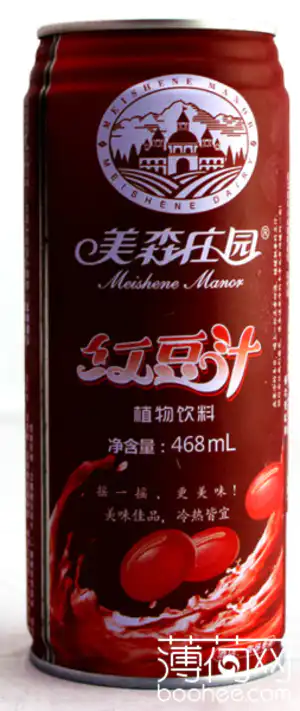 MEISHENE MANOR
MEISHENE DAIRY
美森庄园®
Meishene Manor
红豆汁
植物饮料
净含量:468mL
摇一摇,更美味!
美味佳品,冷热皆宜
薄荷网
boohee.com